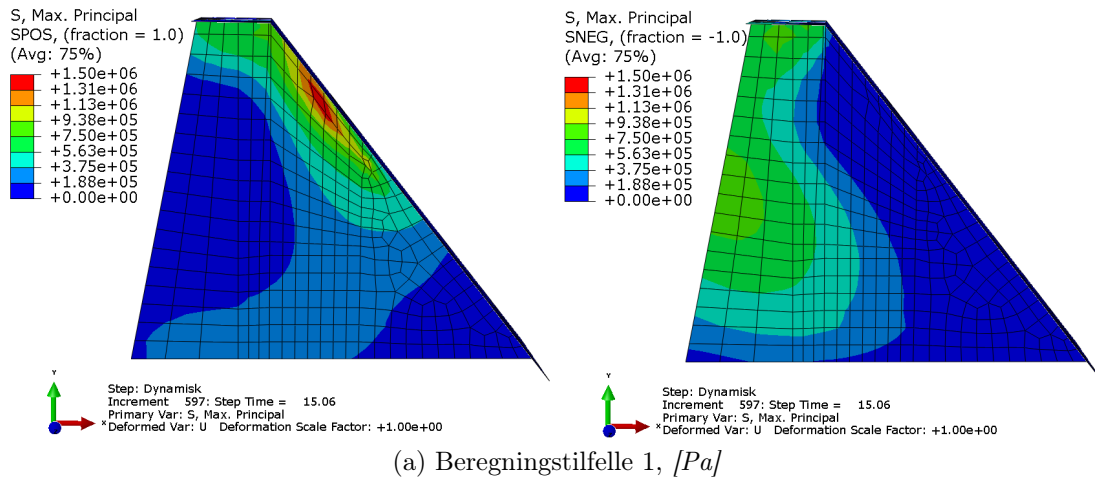 S, Max. Principal
SPOS, (fraction = 1.0)
(Avg: 75%)
+1.50e+06
+1.31e+06
+1.13e+06
+9.38e+05
+7.50e+05
+5.63e+05
+3.75e+05
+1.88e+05
+0.00e+00
Y
X
Step: Dynamisk
Increment 597: Step Time = 15.06
Primary Var: S, Max. Principal
Deformed Var: U Deformation Scale Factor: +1.00e+00
S, Max. Principal
SNEG, (fraction = -1.0)
(Avg: 75%)
+1.50e+06
+1.31e+06
+1.13e+06
+9.38e+05
+7.50e+05
+5.63e+05
+3.75e+05
+1.88e+05
+0.00e+00
Y
X
Step: Dynamisk
Increment 597: Step Time = 15.06
Primary Var: S, Max. Principal
Deformed Var: U Deformation Scale Factor: +1.00e+00
(a) Beregningstilfelle 1, [Pa]